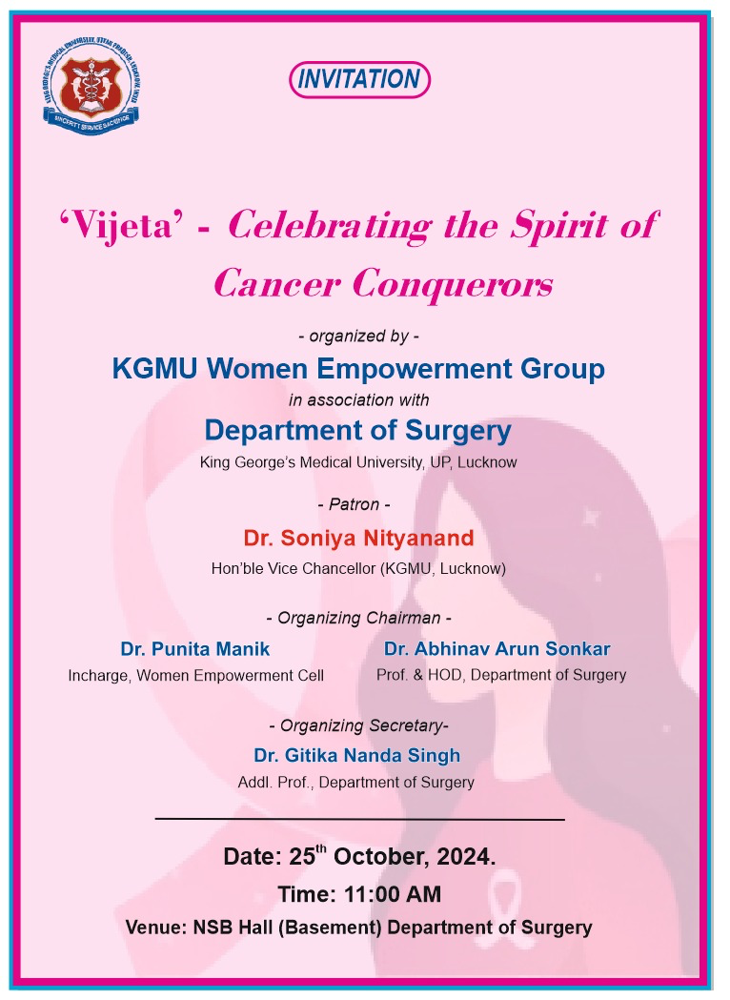 KING GEORGE'S MEDICAL UNIVERSITY, UTTAR PRADESH, LUCKNOW, INDIA
SINCERITY SERVICE SACRIFICE
INVITATION
‘Vijeta’ - Celebrating the Spirit of
Cancer Conquerors
- organized by -
KGMU Women Empowerment Group
in association with
Department of Surgery
King George’s Medical University, UP, Lucknow
- Patron -
Dr. Soniya Nityanand
Hon’ble Vice Chancellor (KGMU, Lucknow)
- Organizing Chairman -
Dr. Punita Manik
Incharge, Women Empowerment Cell
Dr. Abhinav Arun Sonkar
Prof. & HOD, Department of Surgery
- Organizing Secretary-
Dr. Gitika Nanda Singh
Addl. Prof., Department of Surgery
Date: 25th October, 2024.
Time: 11:00 AM
Venue: NSB Hall (Basement) Department of Surgery